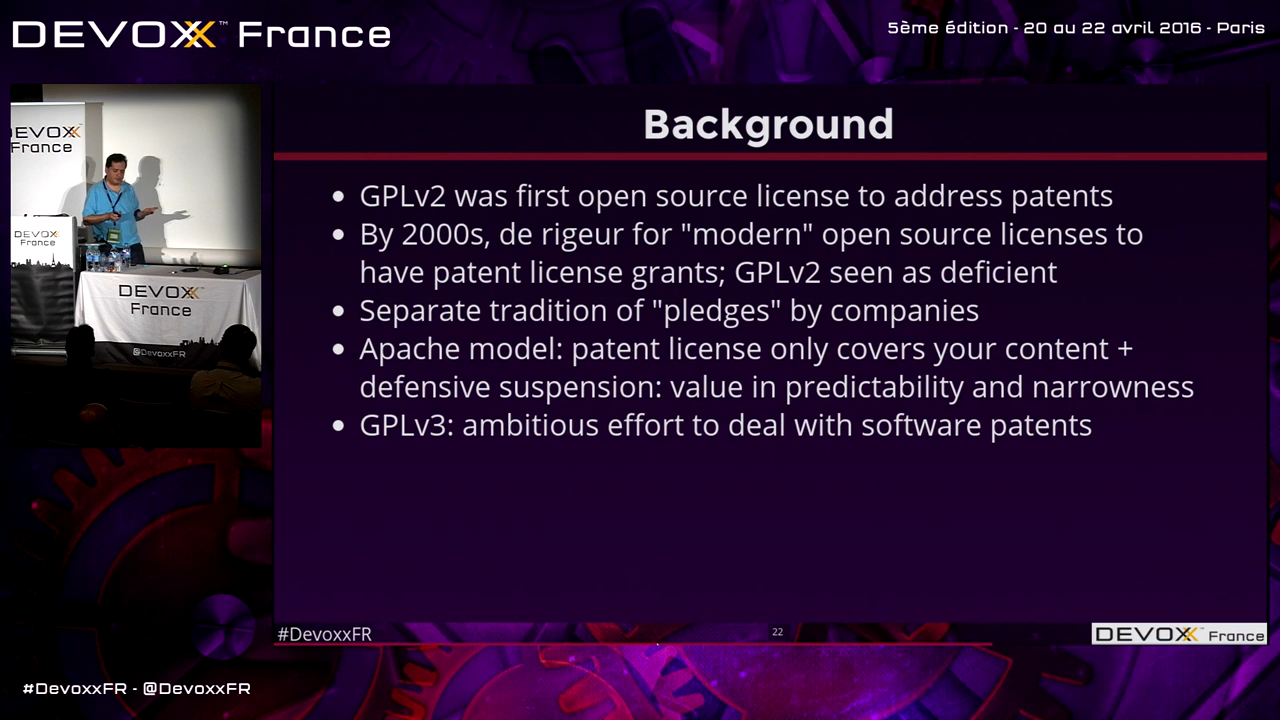 DEVOXX™ France
5ème édition - 20 au 22 avril 2016 - Paris
DEVOXX
France
DEVOXX
France
DEVOXX
France
@DevoxxFR
Background
• GPLv2 was first open source license to address patents
• By 2000s, de rigeur for "modern" open source licenses to
have patent license grants; GPLv2 seen as deficient
• Separate tradition of "pledges" by companies
• Apache model: patent license only covers your content +
defensive suspension: value in predictability and narrowness
• GPLv3: ambitious effort to deal with software patents
#DevoxxFR
22
DEVOXX France
#DevoxxFR - @DevoxxFR